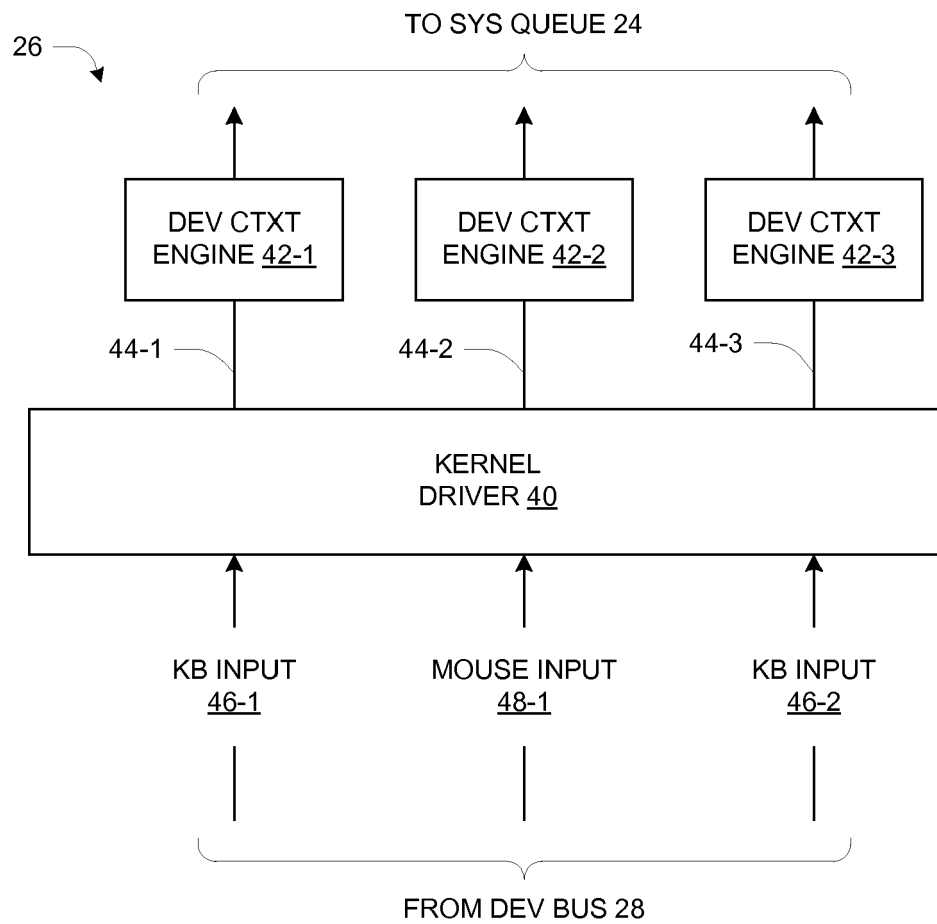 TO SYS QUEUE 24
26
DEV CTXT
ENGINE 42-1
DEV CTXT
ENGINE 42-2
DEV CTXT
ENGINE 42-3
44-1
44-2
44-3
KERNEL
DRIVER 40
KB INPUT
46-1
MOUSE INPUT
48-1
KB INPUT
46-2
FROM DEV BUS 28